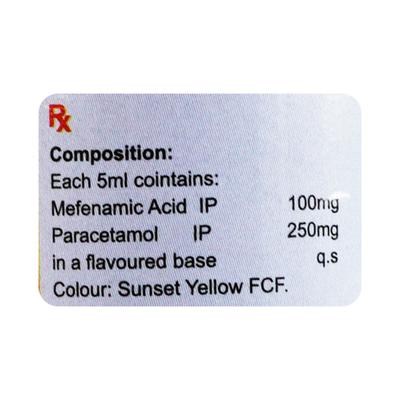 Rx
Composition:
Each 5ml cointains:
Mefenamic Acid IP 100mg
Paracetamol IP 250mg
in a flavoured base q.s
Colour: Sunset Yellow FCF.